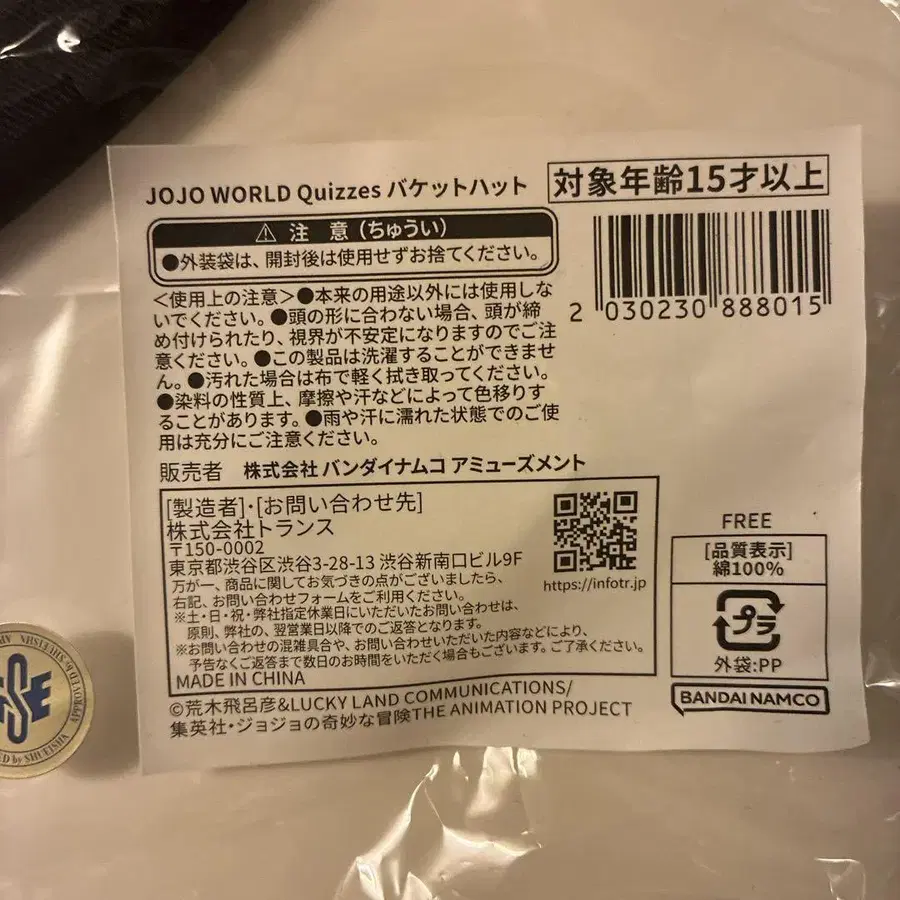 JOJO WORLD Quizzes バケットハット
対象年齢15才以上
⚠ 注 意(ちゅうい)
●外装袋は、開封後は使用せずお捨てください。
2 030230 888015
＜使用上の注意＞●本来の用途以外には使用しな
いでください。●頭の形に合わない場合、頭が締
め付けられたり、視界が不安定になりますのでご注
意ください。●この製品は洗濯することができませ
ん。●汚れた場合は布で軽く拭き取ってください。
●染料の性質上、摩擦や汗などによって色移りす
ることがあります。●雨や汗に濡れた状態でのご使
用は充分にご注意ください。
販売者 株式会社 バンダイナムコ アミューズメント
[製造者]・[お問い合わせ先]
株式会社トランス
〒150-0002
東京都渋谷区渋谷3-28-13 渋谷新南口ビル9F
万が一、商品に関してお気づきの点がございましたら、
右記、お問い合わせフォームをご利用ください。
※土・日・祝・弊社指定休業日にいただいたお問い合わせは、
原則、弊社の、翌営業日以降でのご返答となります。
※お問い合わせの混雑具合や、お問い合わせいただいた内容などにより、
予告なくご返答まで数日のお時間をいただく場合もございます。ご了承ください。
MADE IN CHINA
https://infotr.jp
FREE
[品質表示]
綿100%
プラ
外袋:PP
BANDAI NAMCO
©荒木飛呂彦&LUCKY LAND COMMUNICATIONS/
集英社・ジョジョの奇妙な冒険THE ANIMATION PROJECT
APPROVED by SHUEISHA
SE
by SHUEISHA